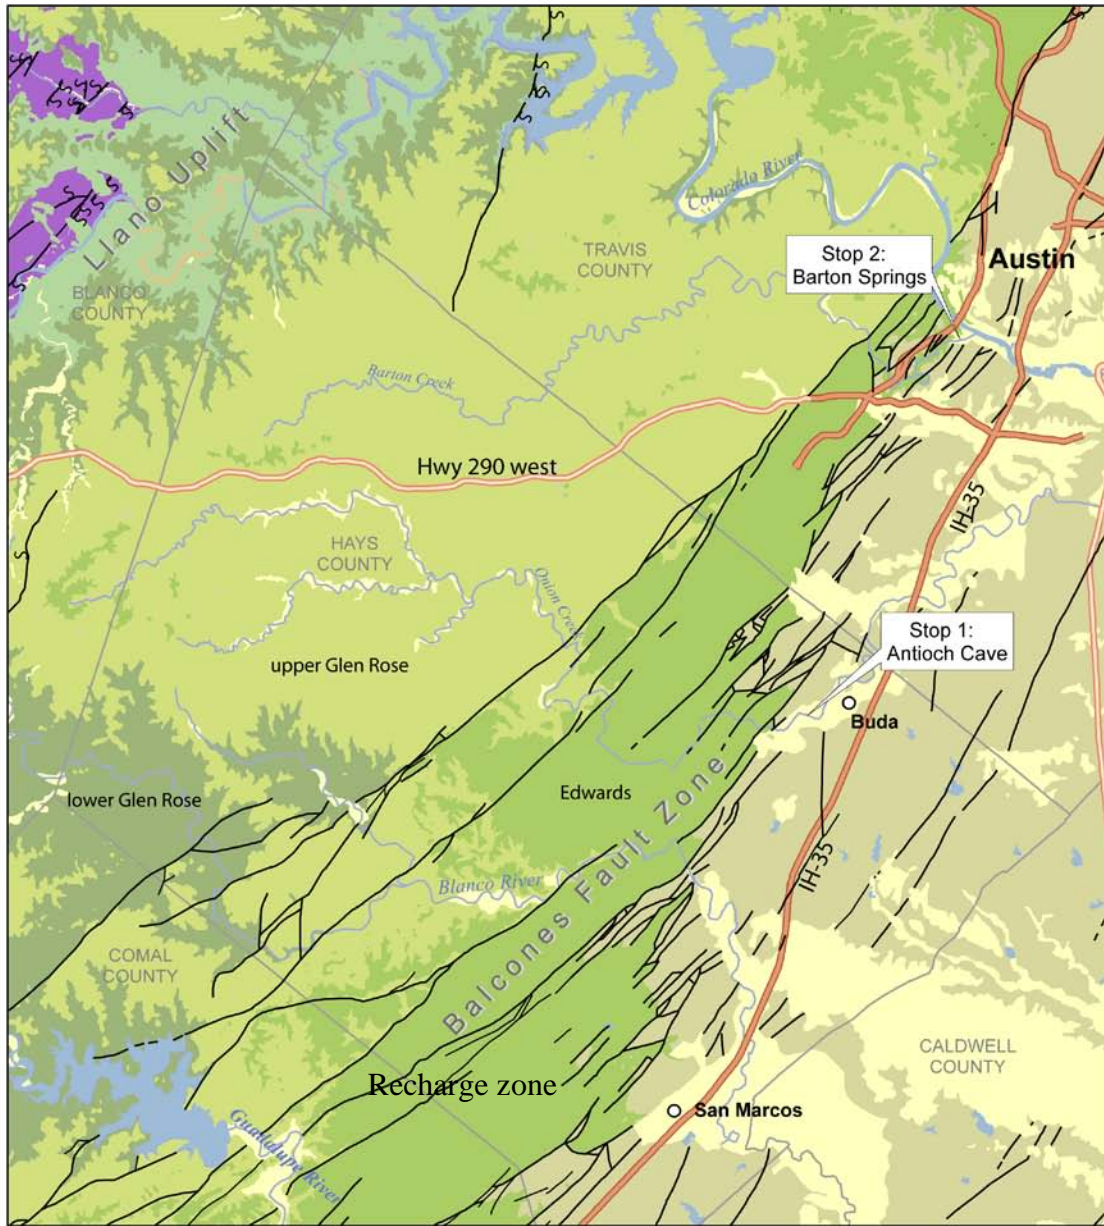 Llano Uplift
Colorado River
TRAVIS
COUNTY
Stop 2:
Barton Springs
Austin
BLANCO
COUNTY
Barton Creek
Hwy 290 west
IH-35
HAYS
COUNTY
Onion Creek
Stop 1:
Antioch Cave
upper Glen Rose
Buda
lower Glen Rose
Edwards
Balcones Fault Zone
IH-35
Blanco River
COMAL
COUNTY
CALDWELL
COUNTY
Recharge zone
San Marcos
Guadalupe River